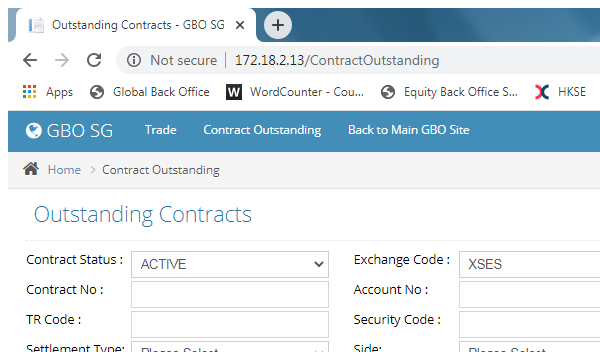 Outstanding Contracts - GBO SG
Not secure 172.18.2.13/ContractOutstanding
Apps Global Back Office WordCounter - Cou... Equity Back Office S... HKSE
GBO SG Trade Contract Outstanding Back to Main GBO Site
Home > Contract Outstanding
Outstanding Contracts
Contract Status : ACTIVE Exchange Code : XSES
Contract No : Account No :
TR Code : Security Code :
Settlement Type: Please Select Side: Please Select